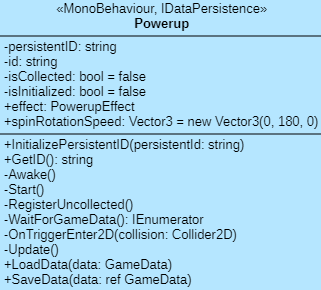 «MonoBehaviour, IDataPersistence»
Powerup
-persistentID: string
-id: string
-isCollected: bool = false
-isInitialized: bool = false
+effect: PowerupEffect
+spinRotationSpeed: Vector3 = new Vector3(0, 180, 0)
+InitializePersistentID(persistentId: string)
+GetID(): string
-Awake()
-Start()
-RegisterUncollected()
-WaitForGameData(): IEnumerator
-OnTriggerEnter2D(collision: Collider2D)
-Update()
+LoadData(data: GameData)
+SaveData(data: ref GameData)